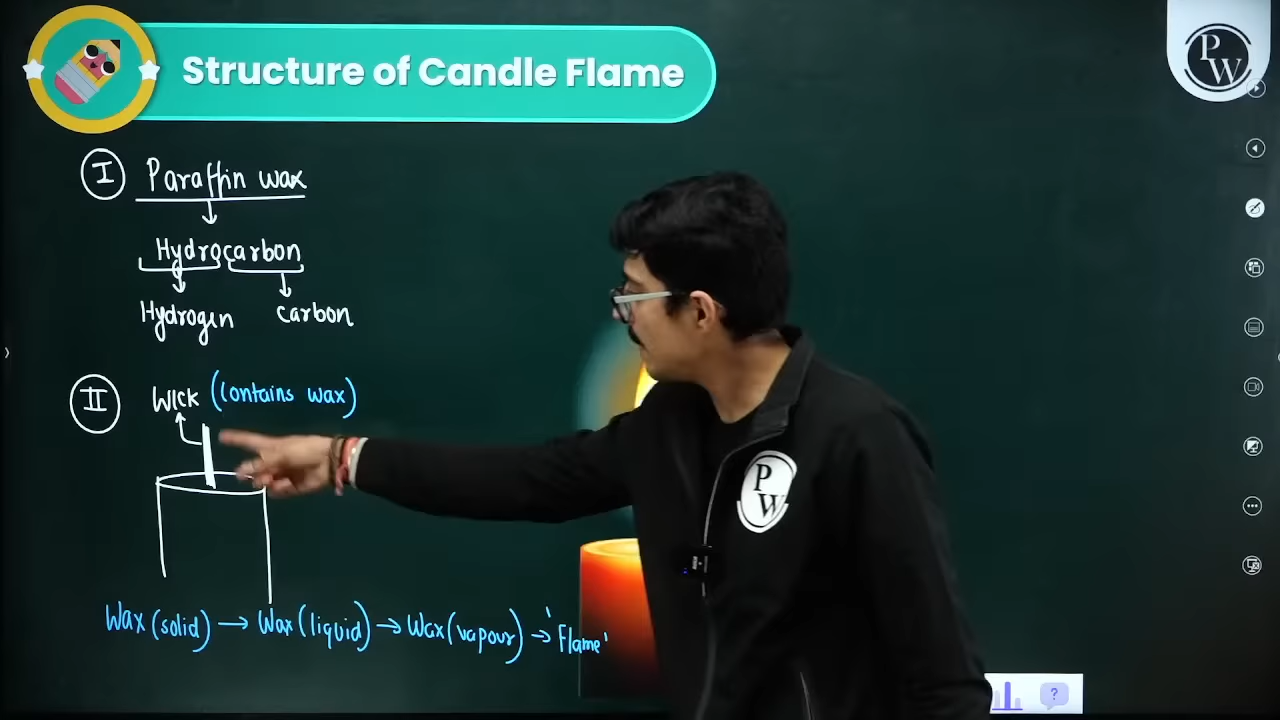 Structure of Candle Flame
PW
I Paraffin wax
Hydrocarbon
Hydrogen carbon
II Wick (contains wax)
Wax (solid) → Wax (liquid) → Wax (vapour) → 'Flame'
PW
?